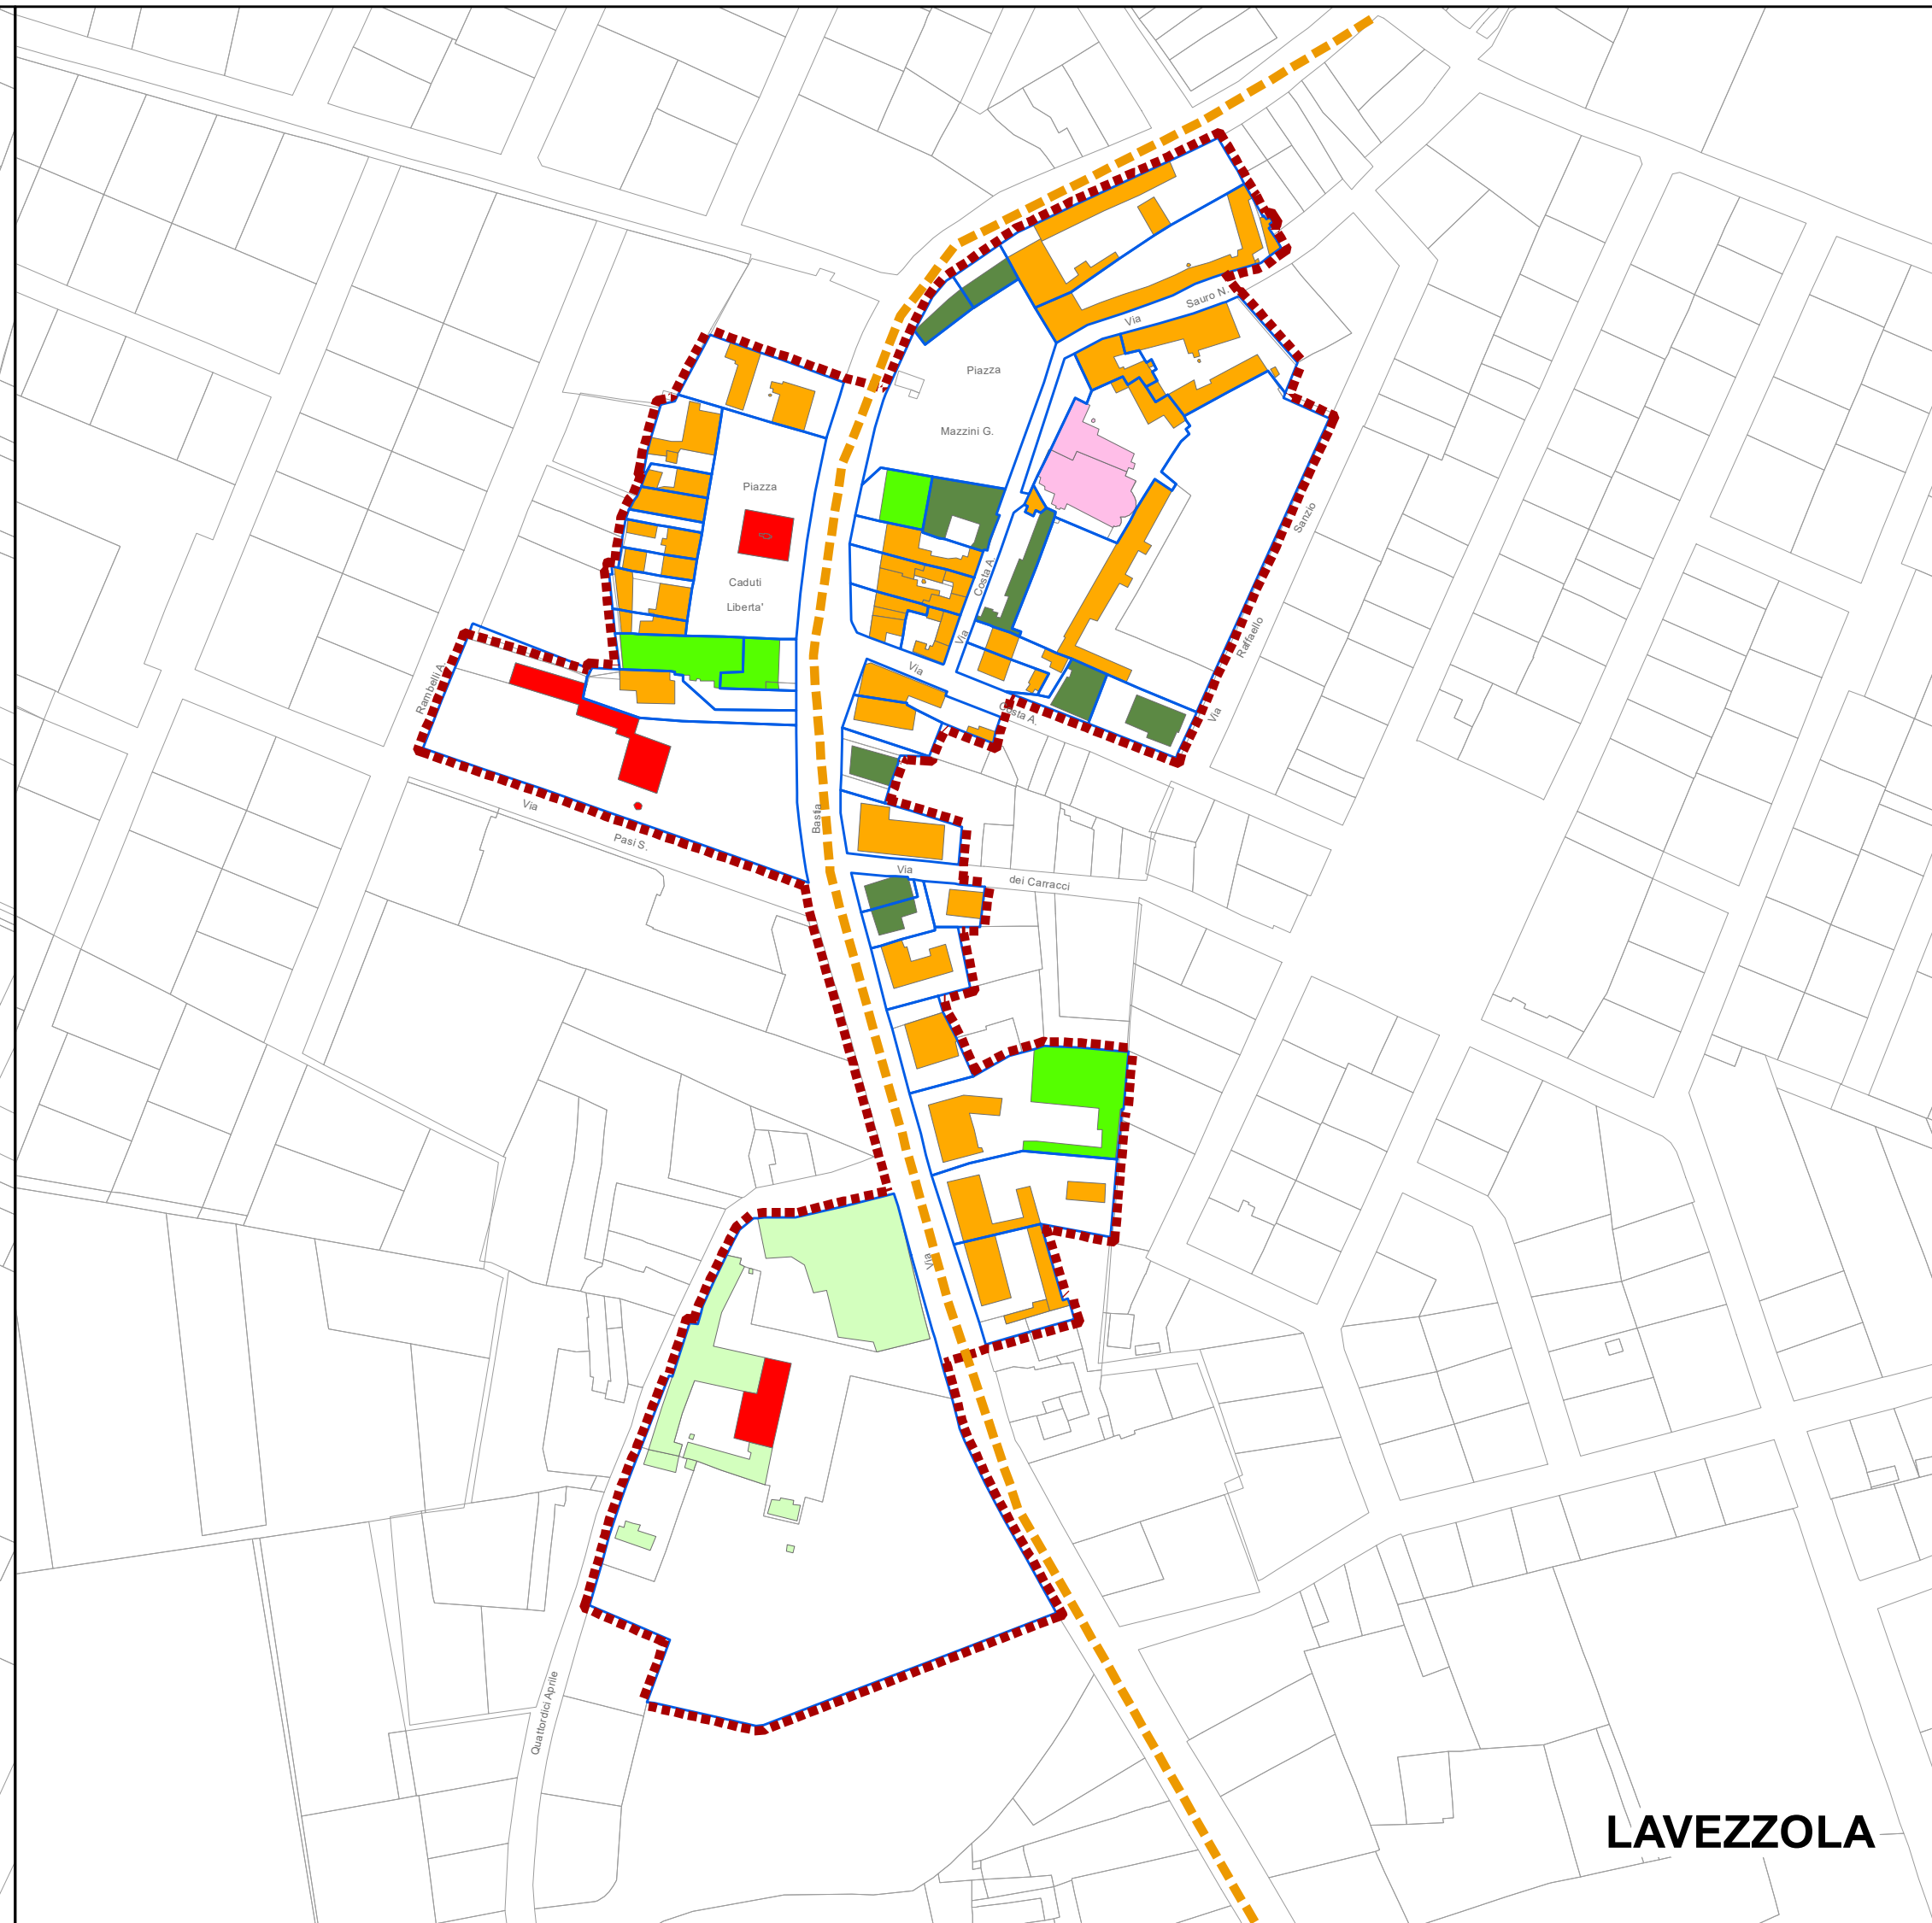 Sauro N.
Via
Piazza
Mazzini G.
Piazza
Caduti
Liberta'
Costa A.
Via
Sanzio
Raffaello
Via
Via
Costa A.
Rambelli A.
Via
Pasi S.
Bastia
Via
dei Carracci
Via
Quattordici Aprile
LAVEZZOLA